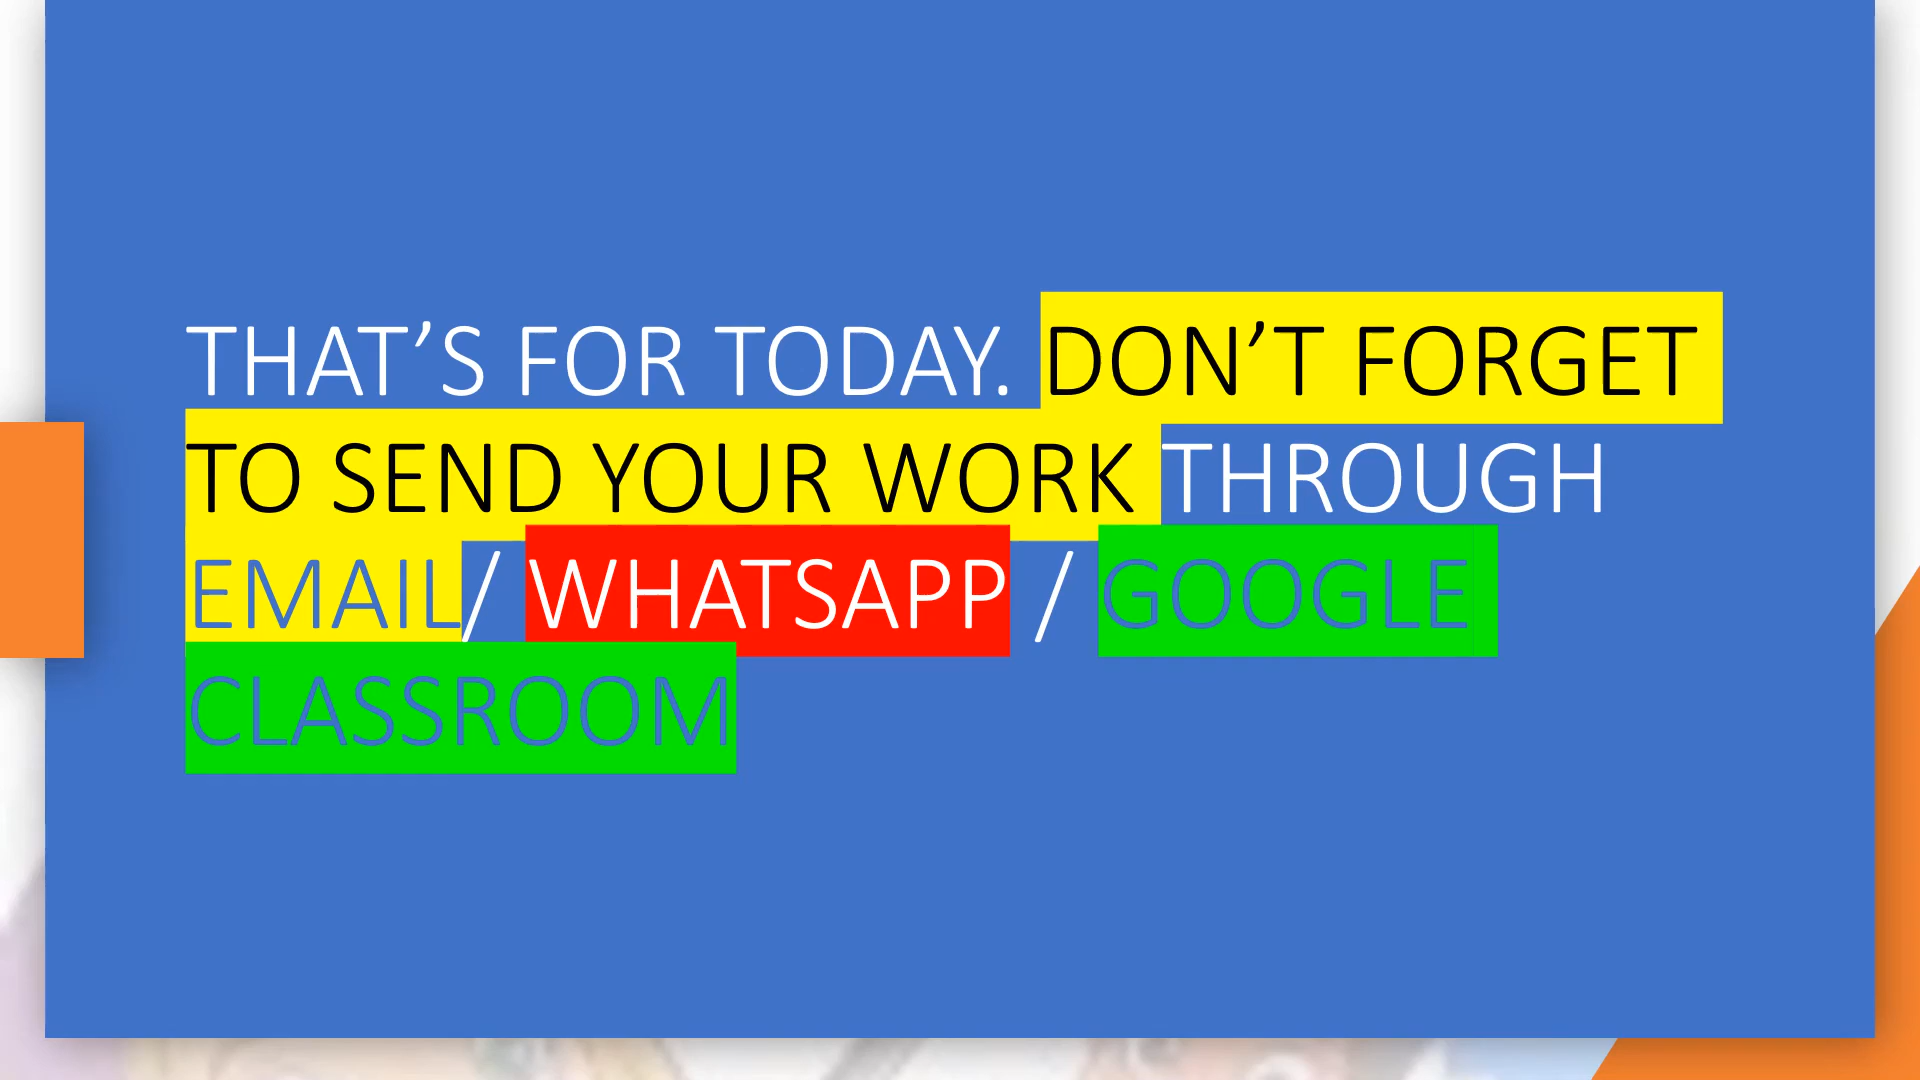 THAT’S FOR TODAY. DON’T FORGET
TO SEND YOUR WORK THROUGH
EMAIL/ WHATSAPP / GOOGLE
CLASSROOM